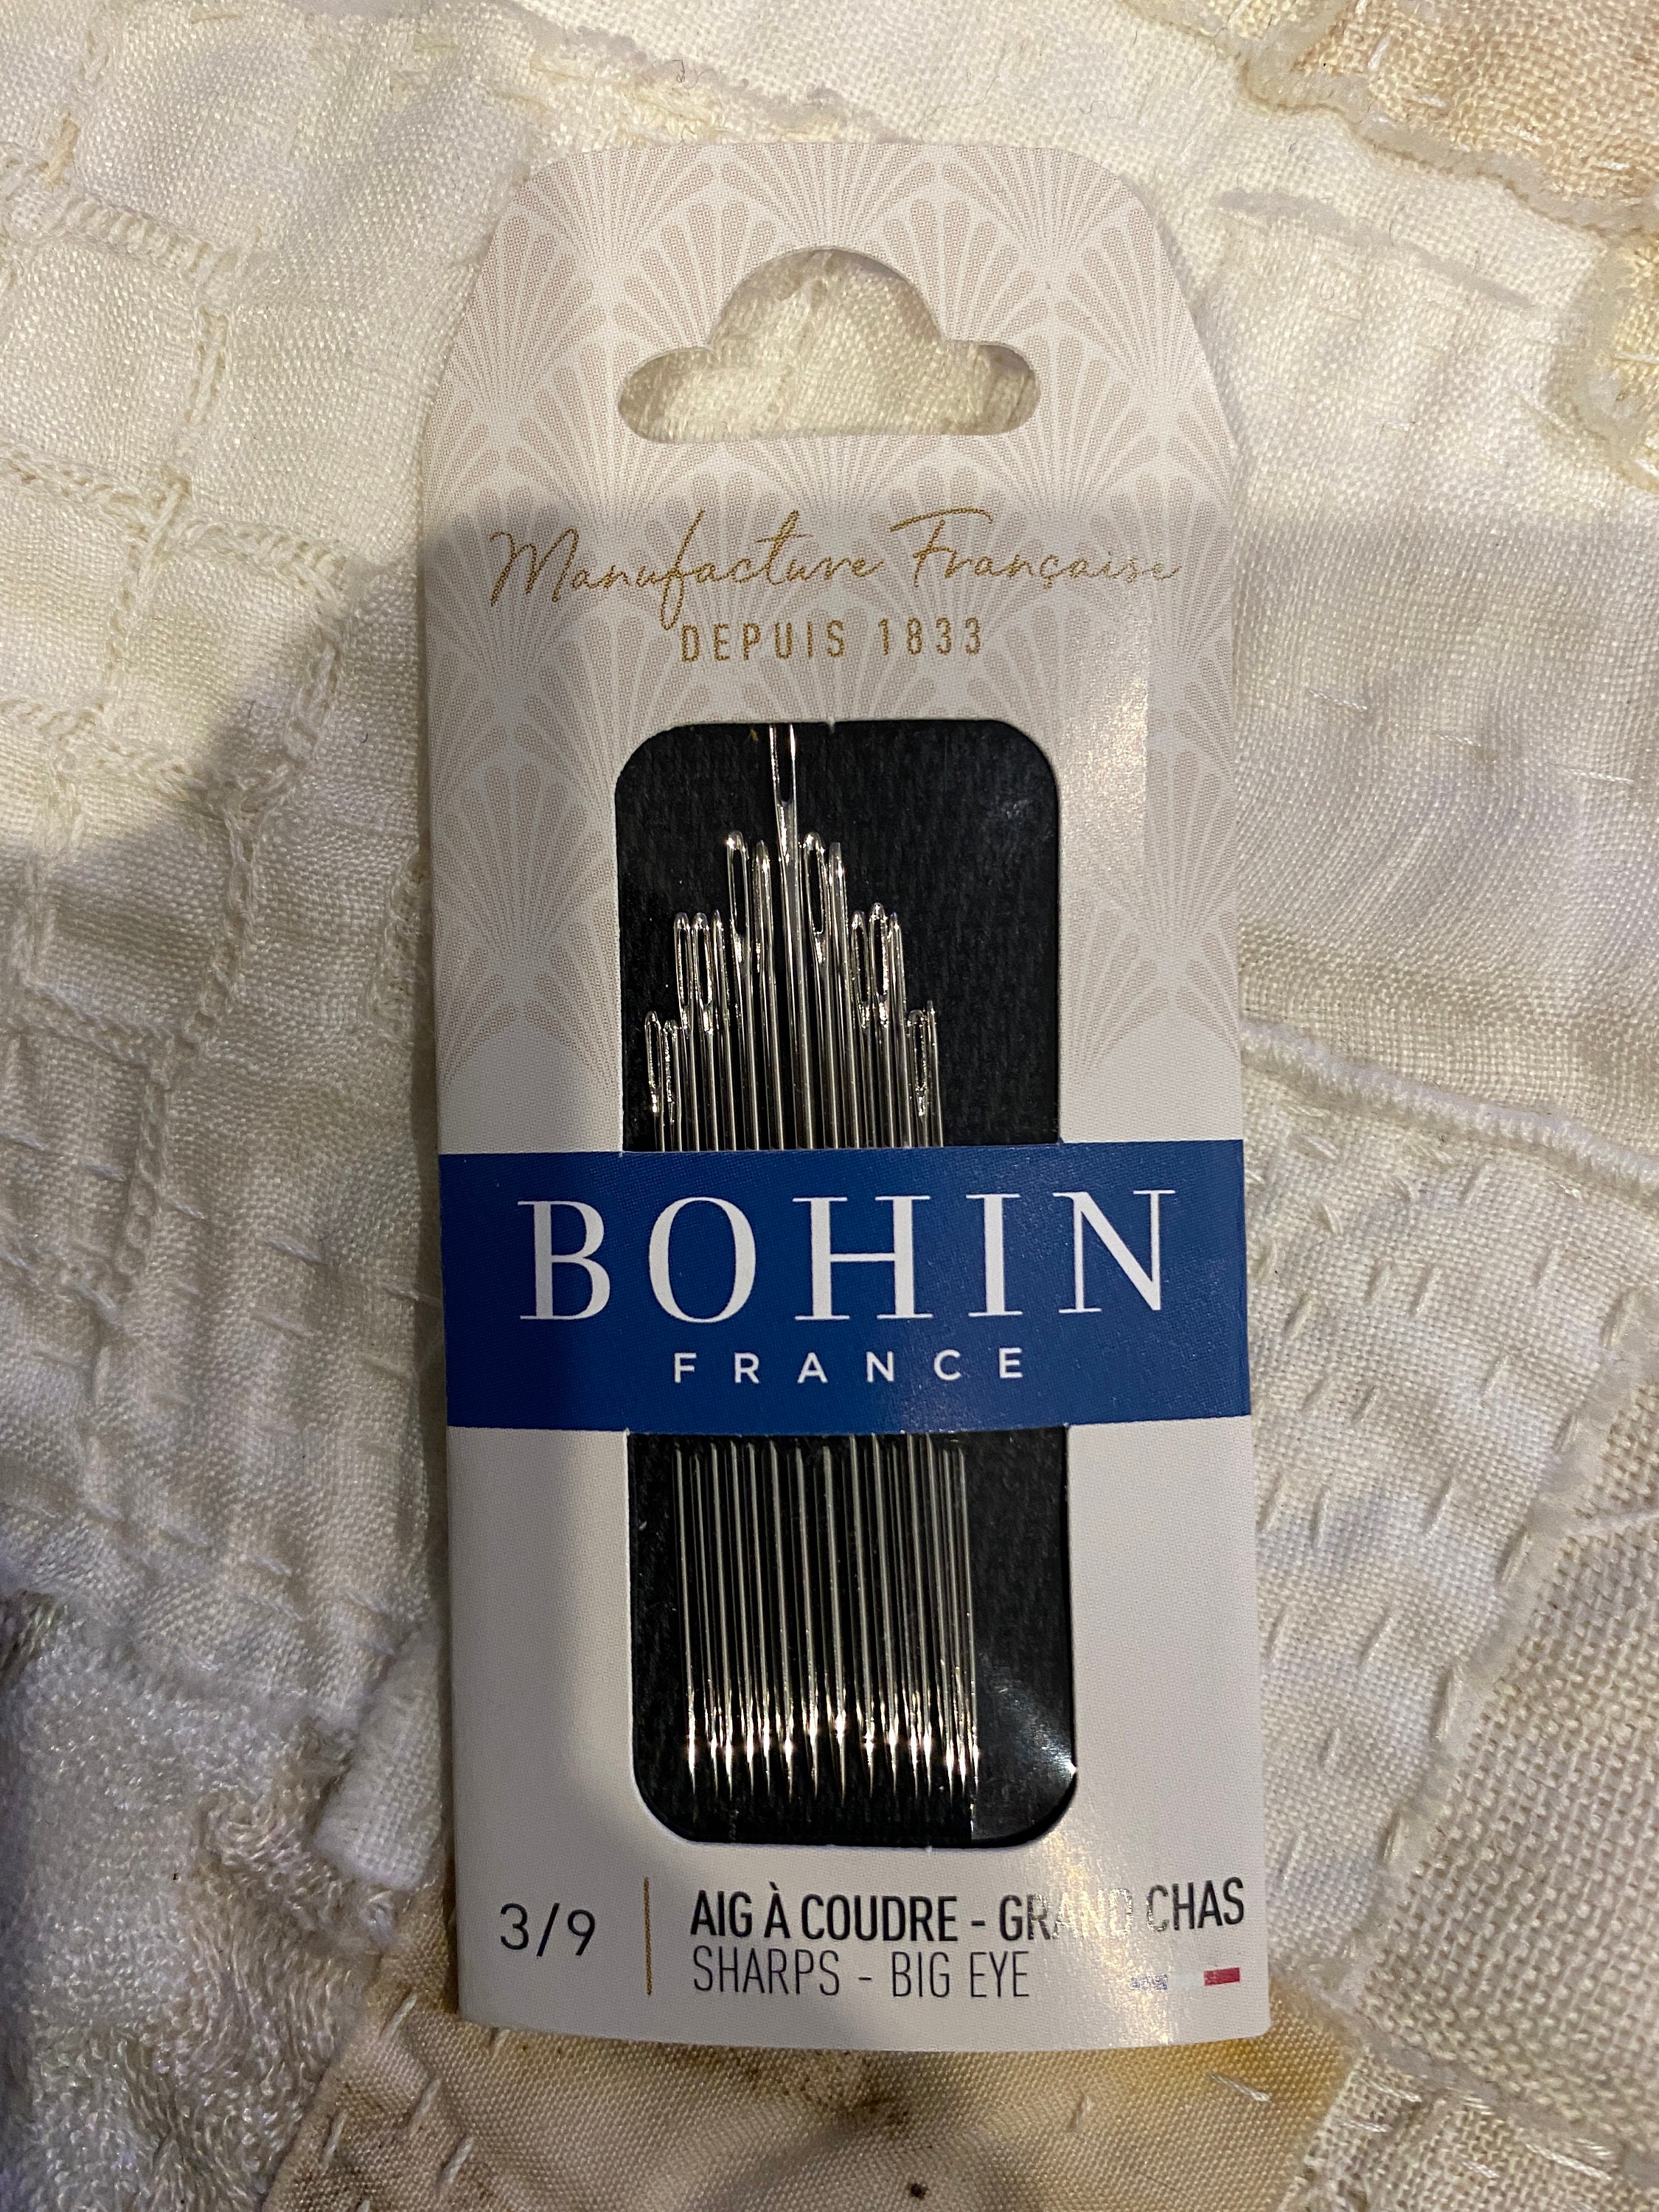 Manufacture Française
DEPUIS 1833
BOHIN
FRANCE
3/9
AIG À COUDRE - GRAND CHAS
SHARPS - BIG EYE